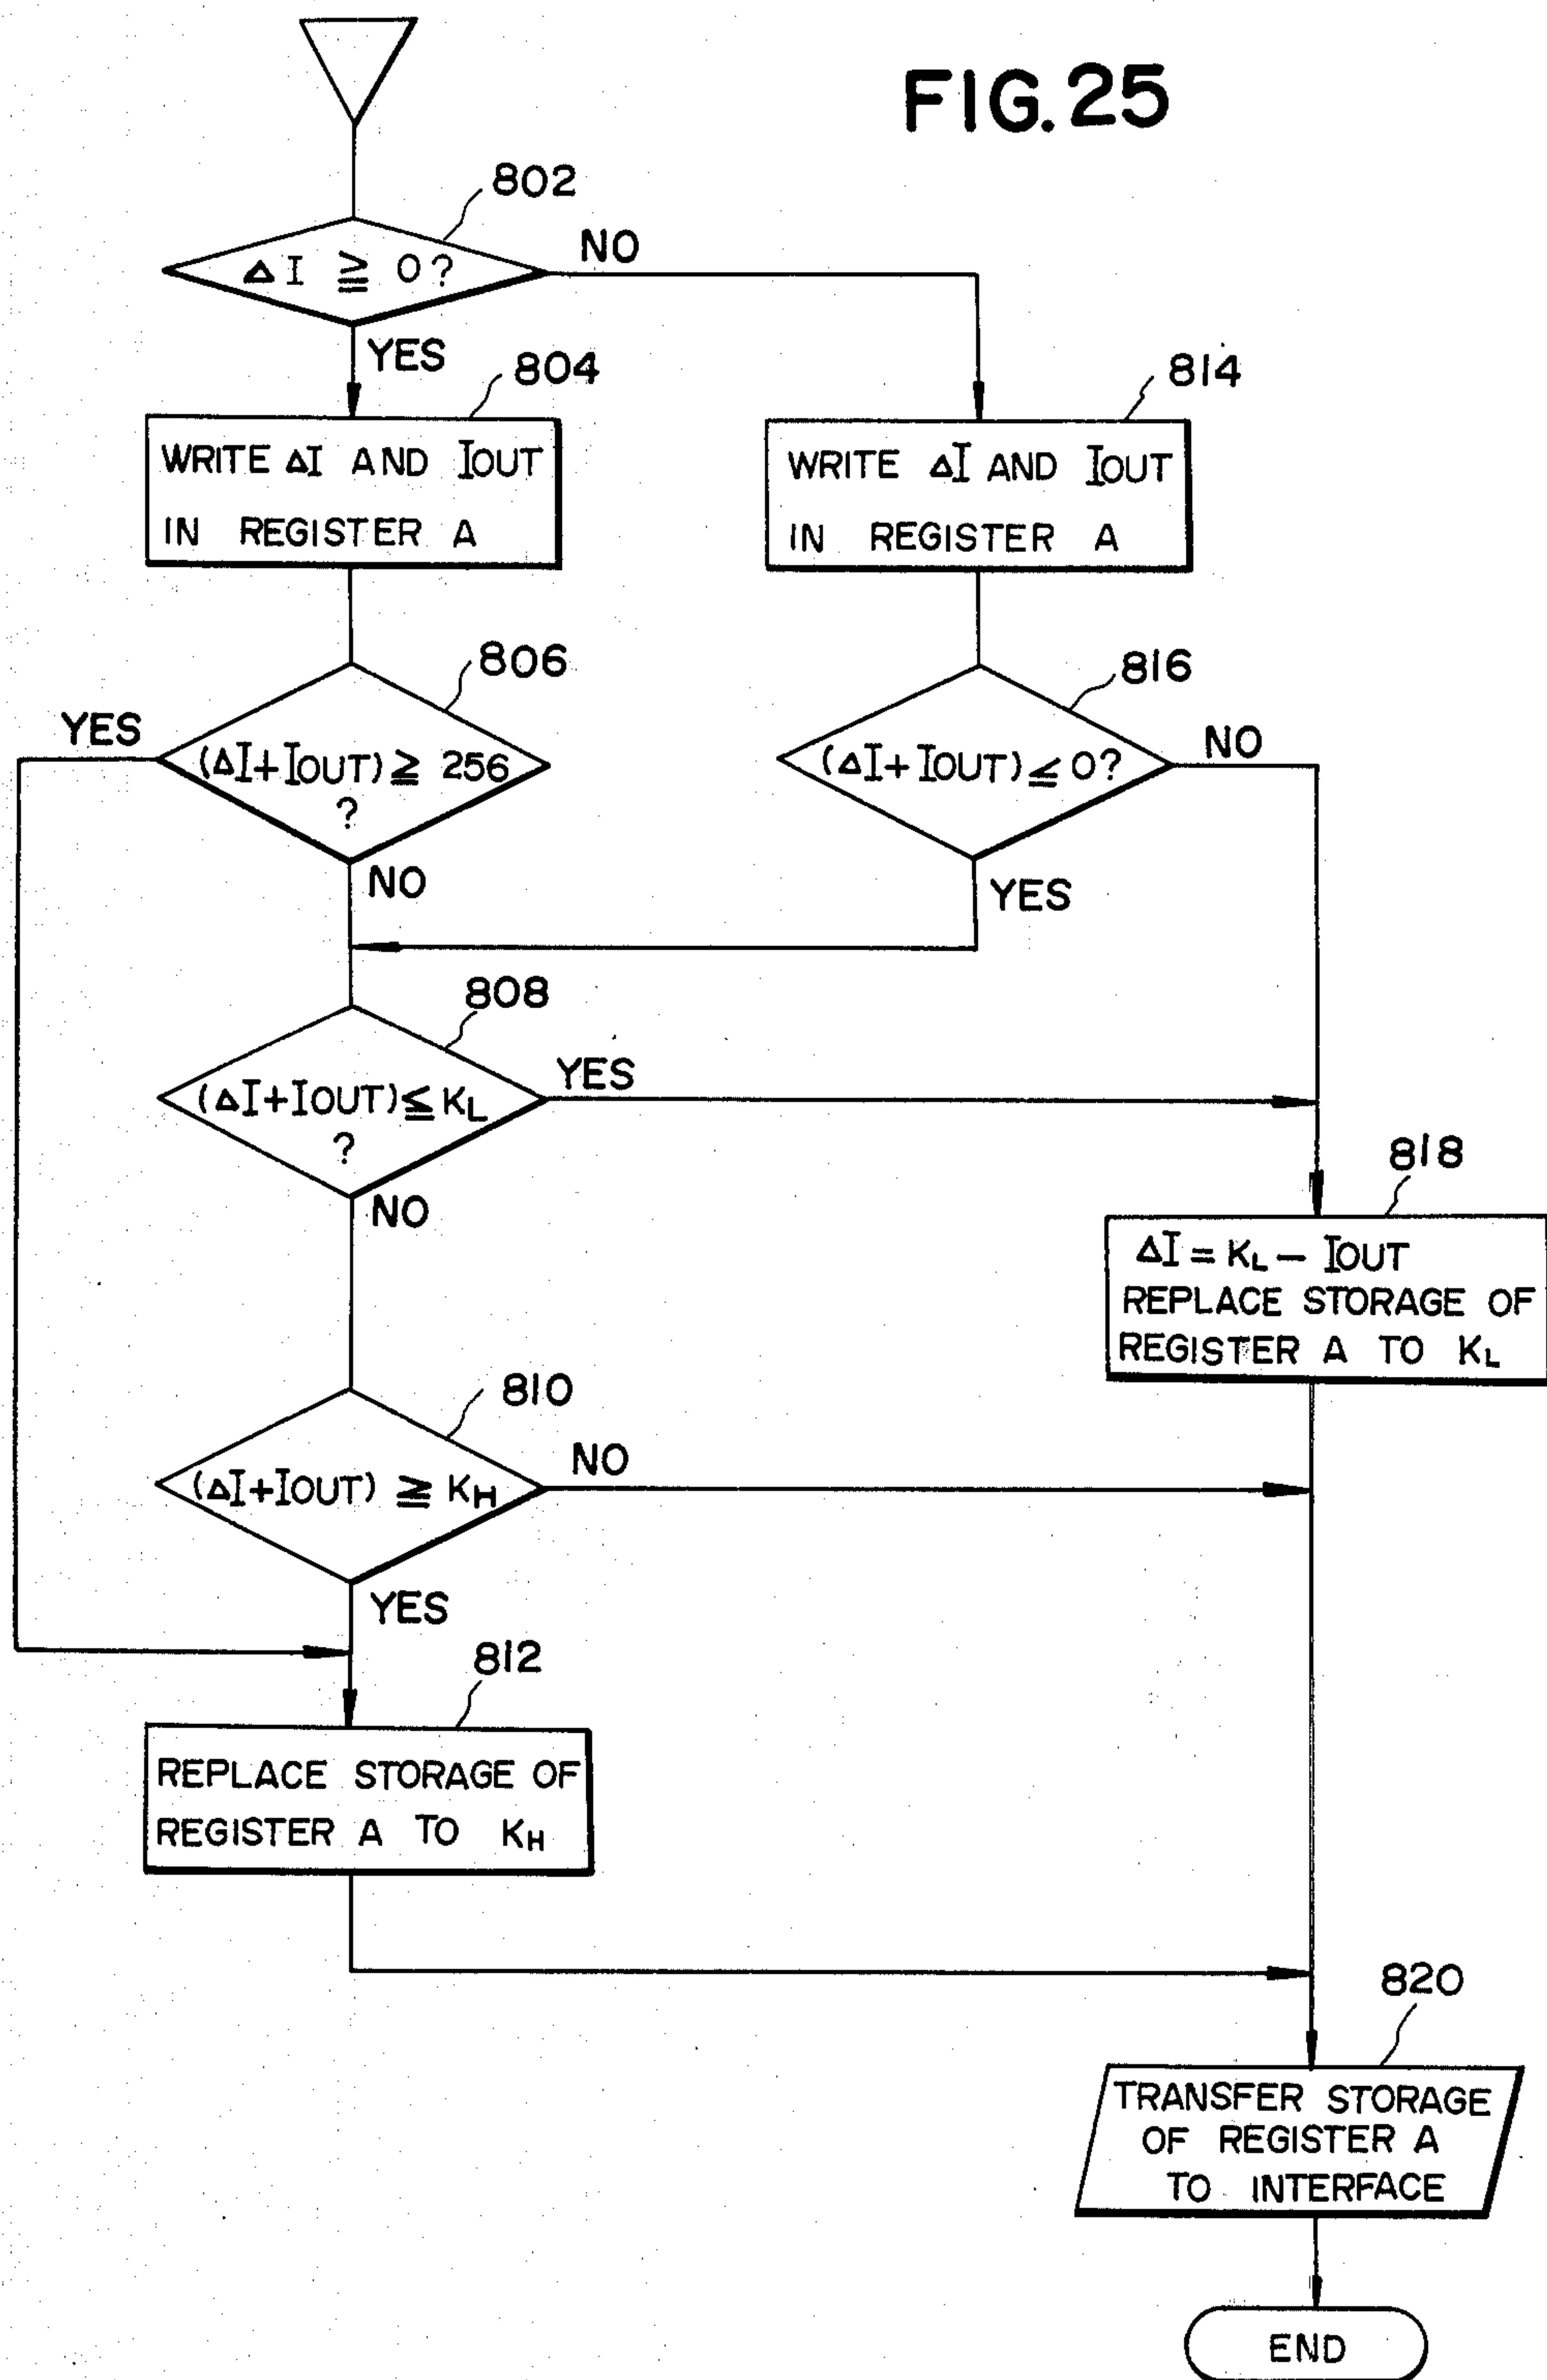 FIG. 25
802
ΔI ≧ 0?
NO
YES
804
WRITE ΔI AND IOUT
IN REGISTER A
814
WRITE ΔI AND IOUT
IN REGISTER A
806
YES
(ΔI+IOUT) ≧ 256
?
NO
816
(ΔI+IOUT) ≦ 0?
NO
YES
808
(ΔI+IOUT) ≦ KL
?
YES
NO
818
ΔI = KL – IOUT
REPLACE STORAGE OF
REGISTER A TO KL
810
(ΔI+IOUT) ≧ KH
NO
YES
812
REPLACE STORAGE OF
REGISTER A TO KH
820
TRANSFER STORAGE
OF REGISTER A
TO INTERFACE
END